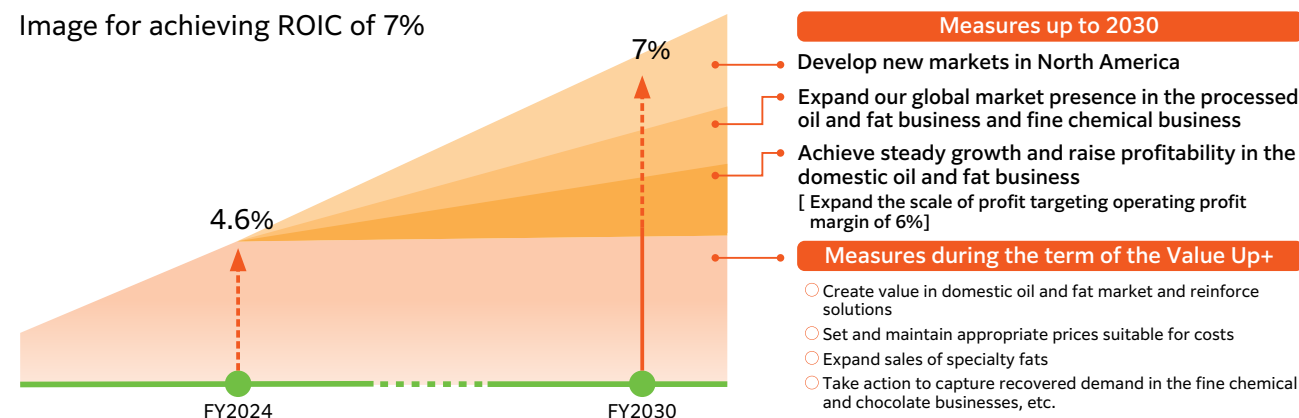 Image for achieving ROIC of 7%
4.6%
7%
FY2024
FY2030
Measures up to 2030
Develop new markets in North America
Expand our global market presence in the processed
oil and fat business and fine chemical business
Achieve steady growth and raise profitability in the
domestic oil and fat business
[ Expand the scale of profit targeting operating profit
margin of 6%]
Measures during the term of the Value Up+
Create value in domestic oil and fat market and reinforce
solutions
Set and maintain appropriate prices suitable for costs
Expand sales of specialty fats
Take action to capture recovered demand in the fine chemical
and chocolate businesses, etc.